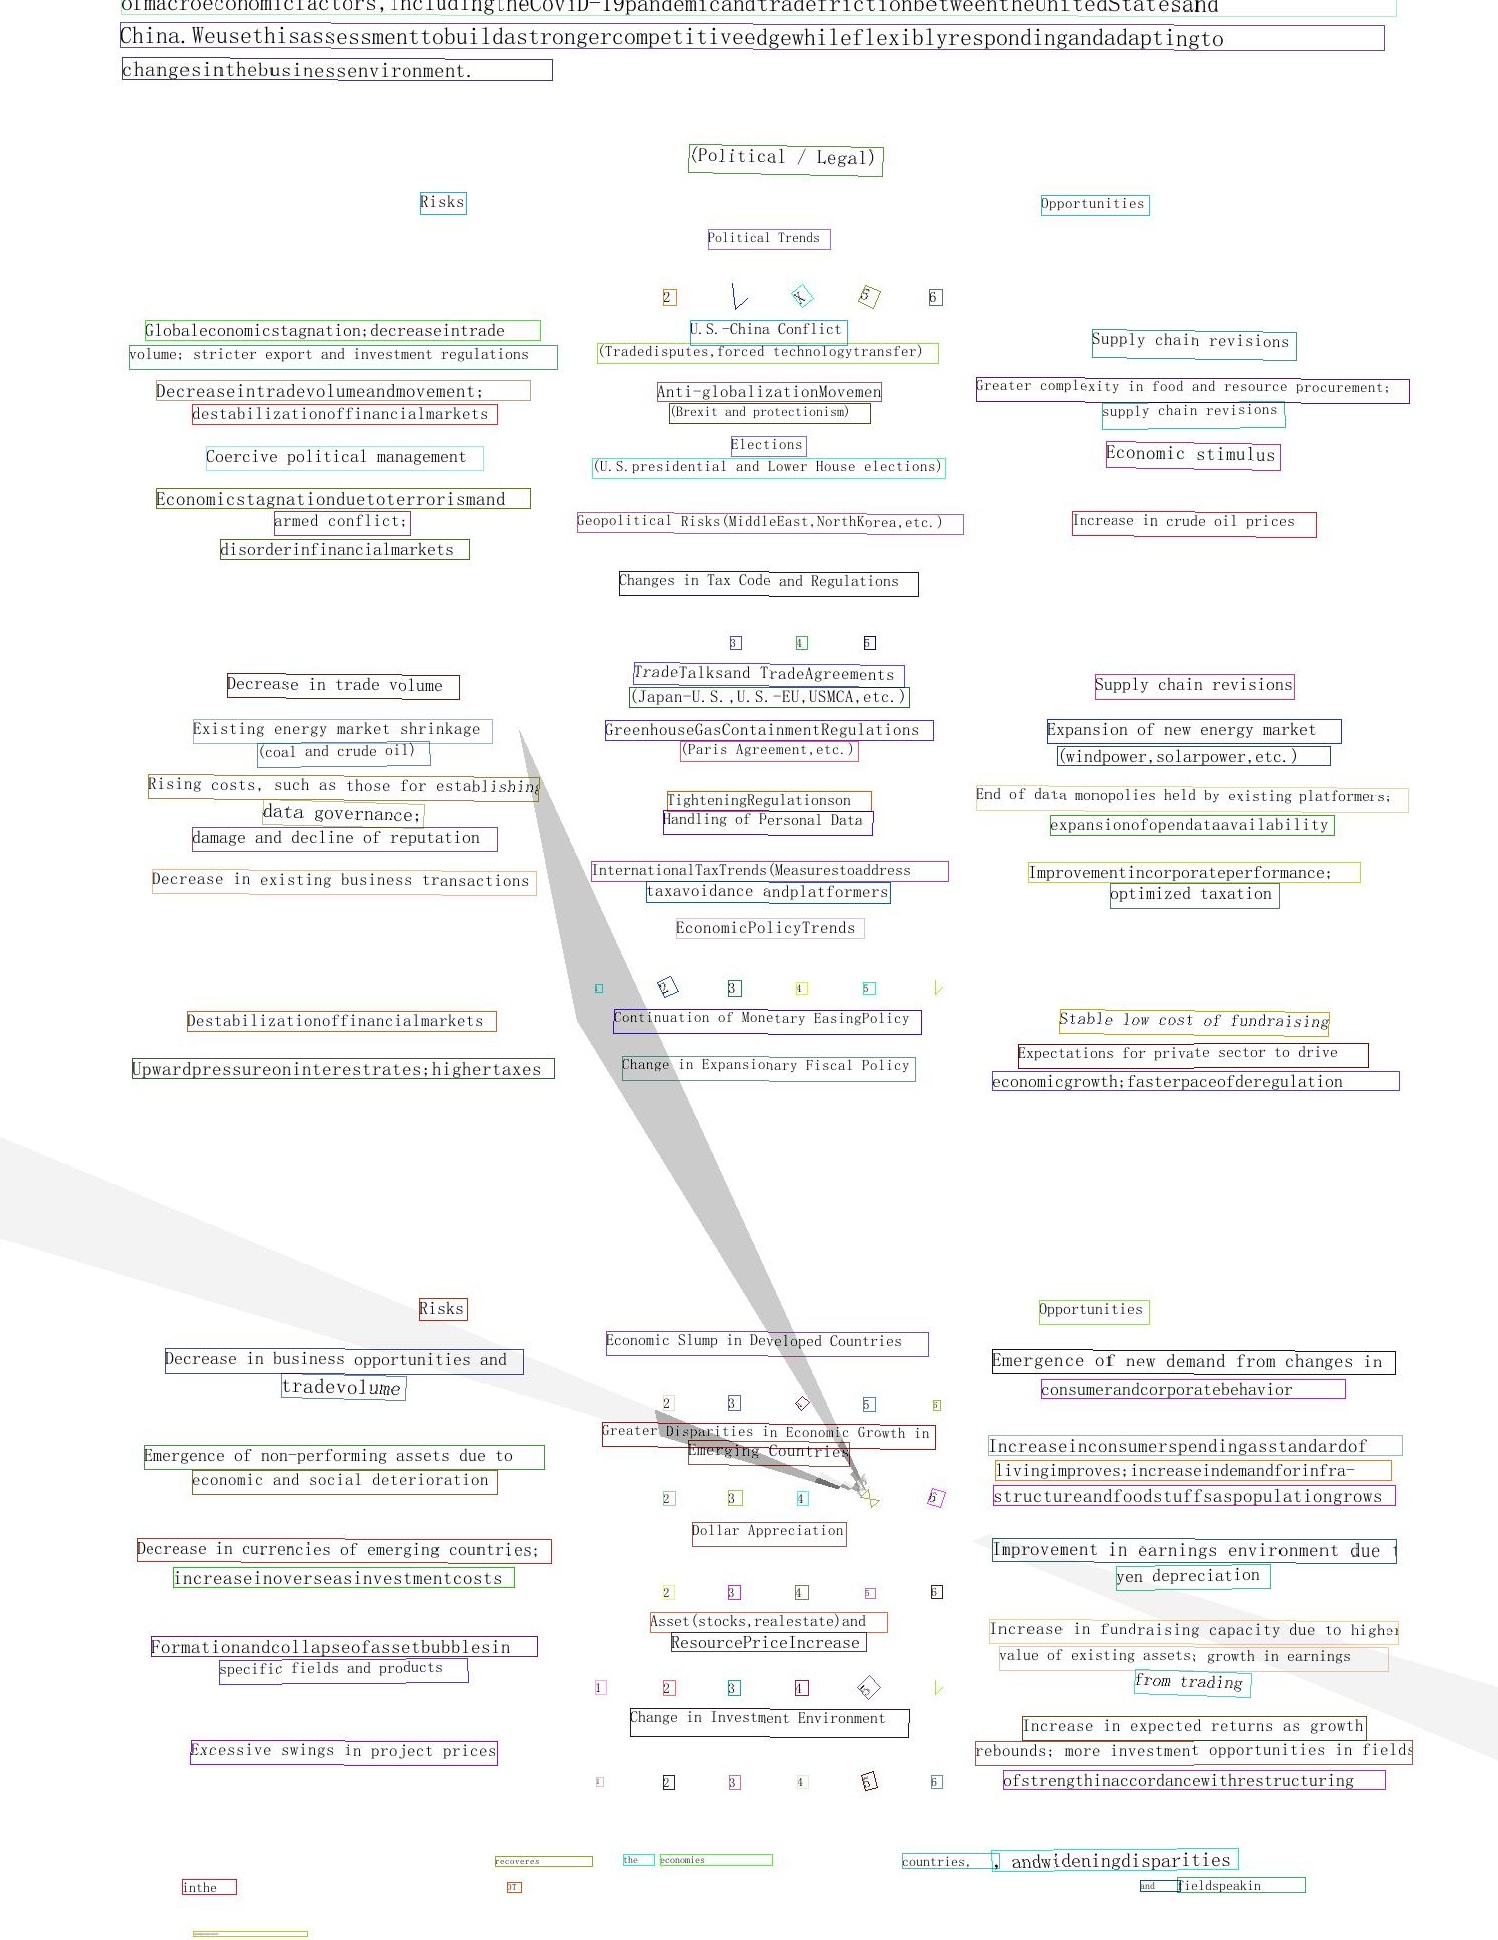 ofmacroeconomicfactors,includingtheCoViD-19pandemicandtradefrictionbetweentheUnitedStatesand
China.Weusethisassessmenttobuildastrongercompetitiveedgewhileflexiblyrespondingandadaptingto
changesinthebusinessenvironment.
(Political / Legal)
Risks
Opportunities
Political Trends
2 5 6
Globaleconomicstagnation;decreaseintrade
volume; stricter export and investment regulations
U.S.-China Conflict
(Tradedisputes,forced technologytransfer)
Supply chain revisions
Decreaseintradevolumeandmovement;
destabilizationoffinancialmarkets
Anti-globalizationMovemen
(Brexit and protectionism)
Greater complexity in food and resource procurement;
supply chain revisions
Coercive political management
Elections
(U.S.presidential and Lower House elections)
Economic stimulus
Economicstagnationduetoterrorismand
armed conflict;
disorderinfinancialmarkets
Geopolitical Risks(MiddleEast,NorthKorea,etc.)
Increase in crude oil prices
Changes in Tax Code and Regulations
3 4 5
Decrease in trade volume
TradeTalksand TradeAgreements
(Japan-U.S.,U.S.-EU,USMCA,etc.)
Supply chain revisions
Existing energy market shrinkage
(coal and crude oil)
GreenhouseGasContainmentRegulations
(Paris Agreement,etc.)
Expansion of new energy market
(windpower,solarpower,etc.)
Rising costs, such as those for establishing
data governance;
damage and decline of reputation
TighteningRegulationson
Handling of Personal Data
End of data monopolies held by existing platformers;
expansionofopendataavailability
Decrease in existing business transactions
InternationalTaxTrends(Measurestoaddress
taxavoidance andplatformers
Improvementincorporateperformance;
optimized taxation
EconomicPolicyTrends
2 3 4 5
Destabilizationoffinancialmarkets
Continuation of Monetary EasingPolicy
Stable low cost of fundraising
Upwardpressureoninterestrates;highertaxes
Change in Expansionary Fiscal Policy
Expectations for private sector to drive
economicgrowth;fasterpaceofderegulation
Risks
Opportunities
Economic Slump in Developed Countries
Decrease in business opportunities and
tradevolume
Emergence of new demand from changes in
consumerandcorporatebehavior
2 3 5 5
Greater Disparities in Economic Growth in
Emerging Countries
Emergence of non-performing assets due to
economic and social deterioration
Increaseinconsumerspendingasstandardof
livingimproves;increaseindemandforinfra-
structureandfoodstuffsaspopulationgrows
2 3 4 6
Dollar Appreciation
Decrease in currencies of emerging countries;
increaseinoverseasinvestmentcosts
Improvement in earnings environment due t
yen depreciation
2 3 4 5 6
Asset(stocks,realestate)and
ResourcePriceIncrease
Formationandcollapseofassetbubblesin
specific fields and products
Increase in fundraising capacity due to higher
value of existing assets; growth in earnings
from trading
1 2 3 4 5
Change in Investment Environment
Excessive swings in project prices
Increase in expected returns as growth
rebounds; more investment opportunities in fields
ofstrengthinaccordancewithrestructuring
2 3 4 5 6
recoveres the economies countries, , andwideningdisparities
inthe and fieldspeakin